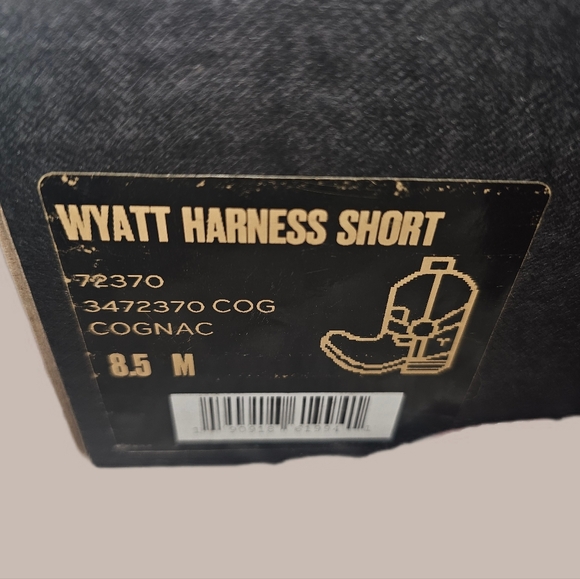 WYATT HARNESS SHORT
72370
3472370 COG
COGNAC
8.5 M